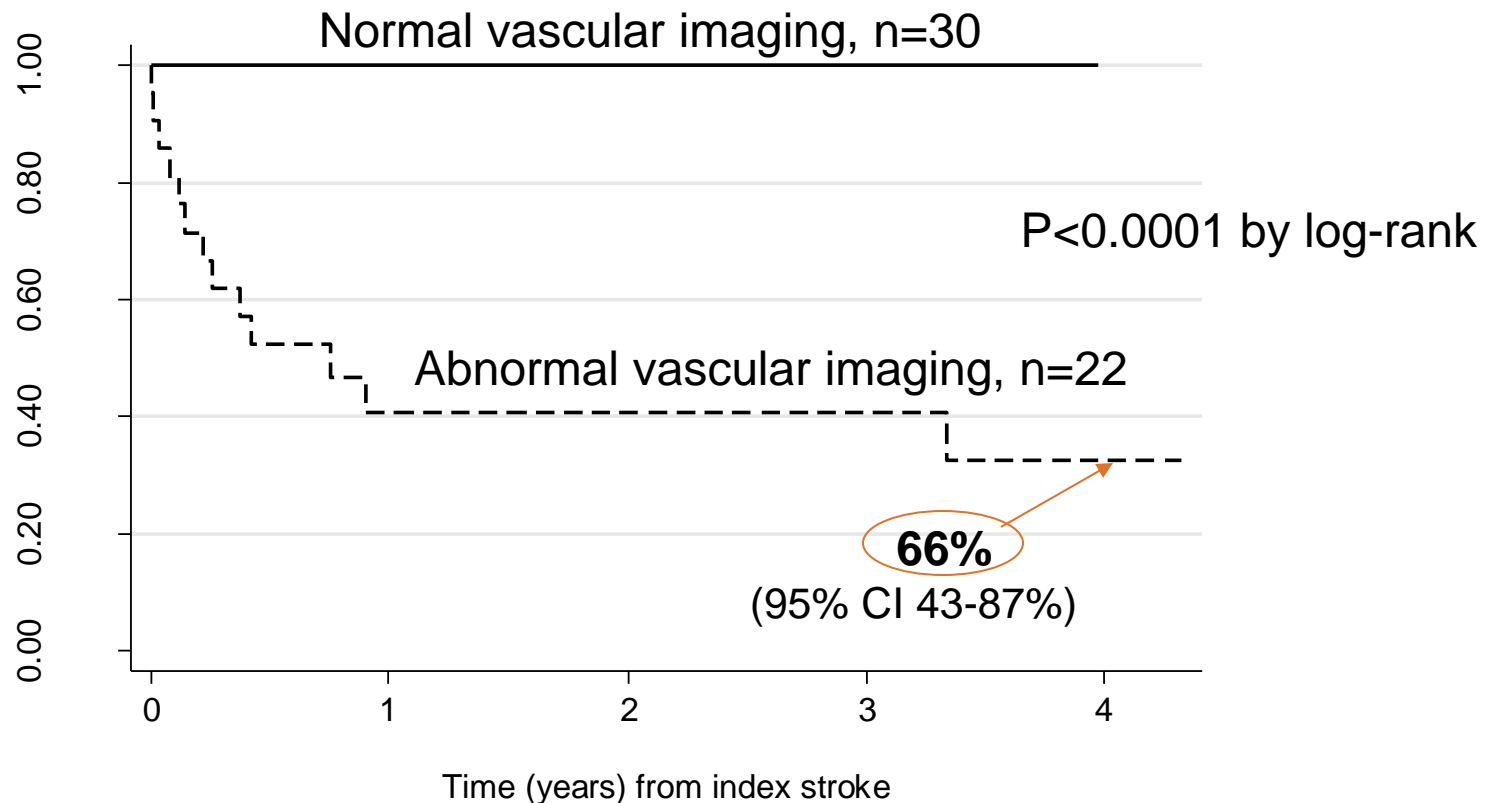 Normal vascular imaging, n=30
1.00
0.80
P<0.0001 by log-rank
0.60
Abnormal vascular imaging, n=22
0.40
0.20
66%
(95% CI 43-87%)
0.00
0 1 2 3 4
Time (years) from index stroke